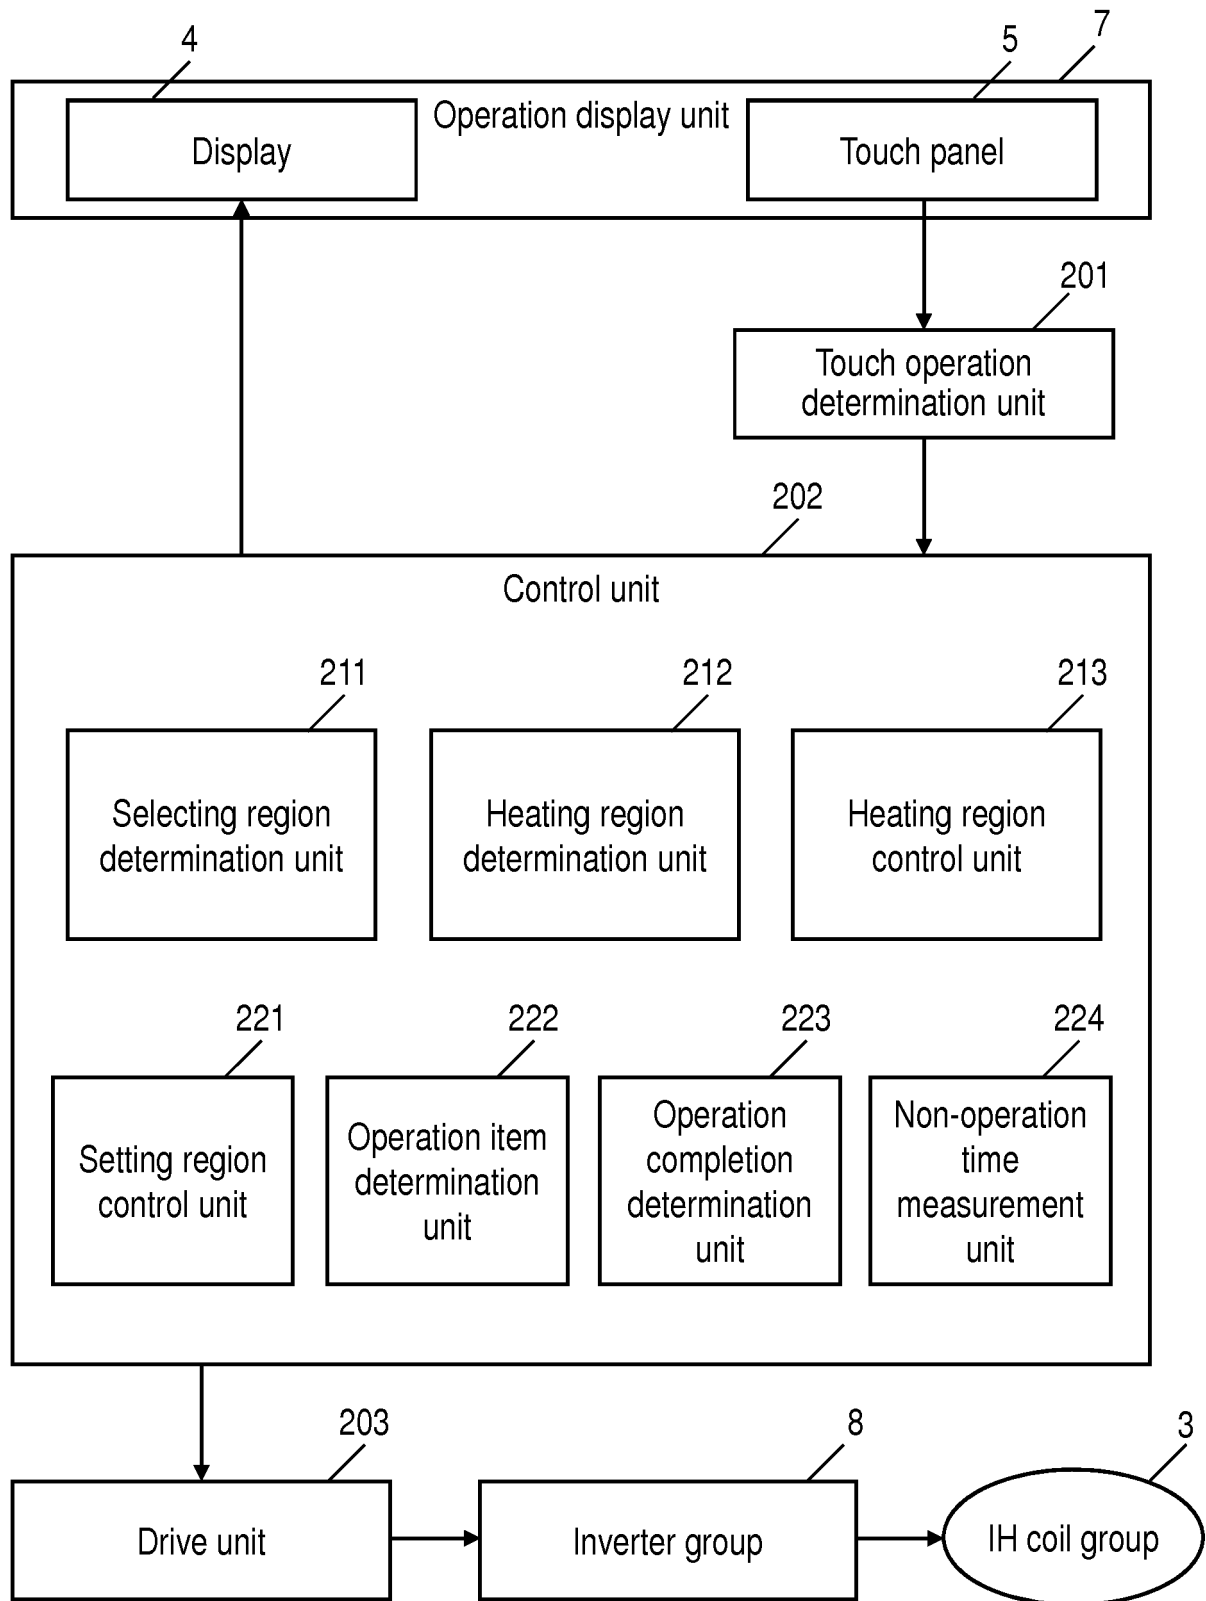 4
5
7
Operation display unit
Display
Touch panel
201
Touch operation
determination unit
202
Control unit
211
212
213
Selecting region
determination unit
Heating region
determination unit
Heating region
control unit
221
222
223
224
Setting region
control unit
Operation item
determination
unit
Operation
completion
determination
unit
Non-operation
time
measurement
unit
203
8
3
Drive unit
Inverter group
IH coil group